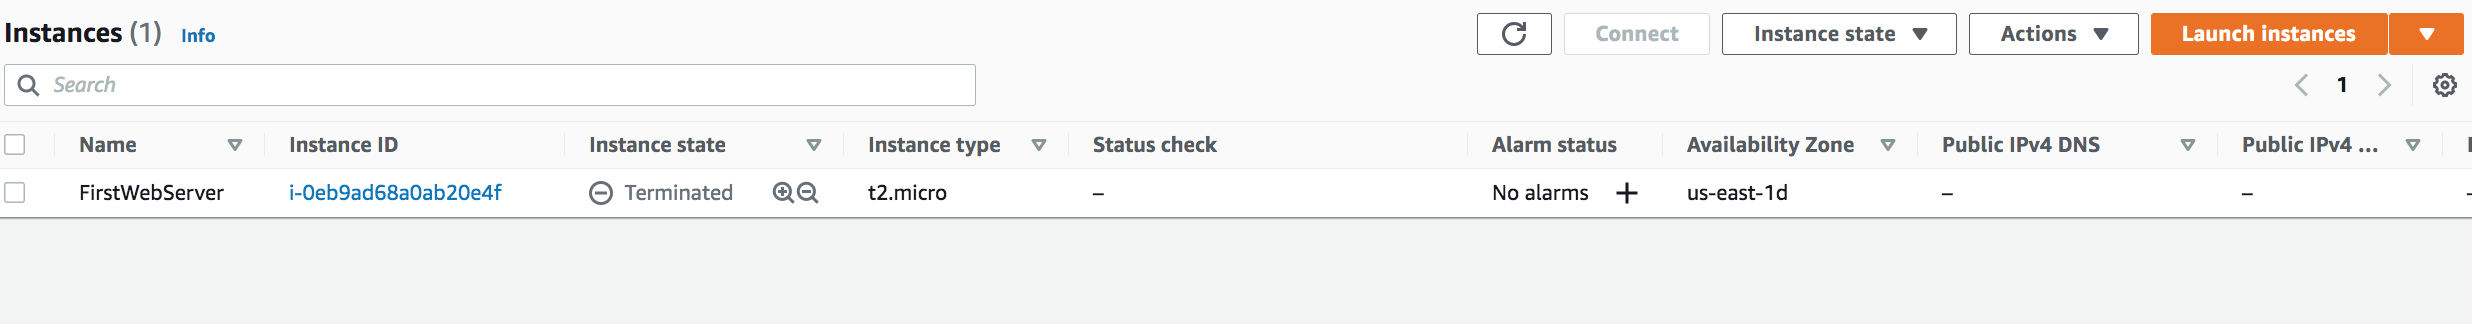 Instances (1) Info Connect Instance state Actions Launch instances
Search 1
Name Instance ID Instance state Instance type Status check Alarm status Availability Zone Public IPv4 DNS Public IPv4 ...
FirstWebServer i-0eb9ad68a0ab20e4f Terminated t2.micro – No alarms + us-east-1d – –